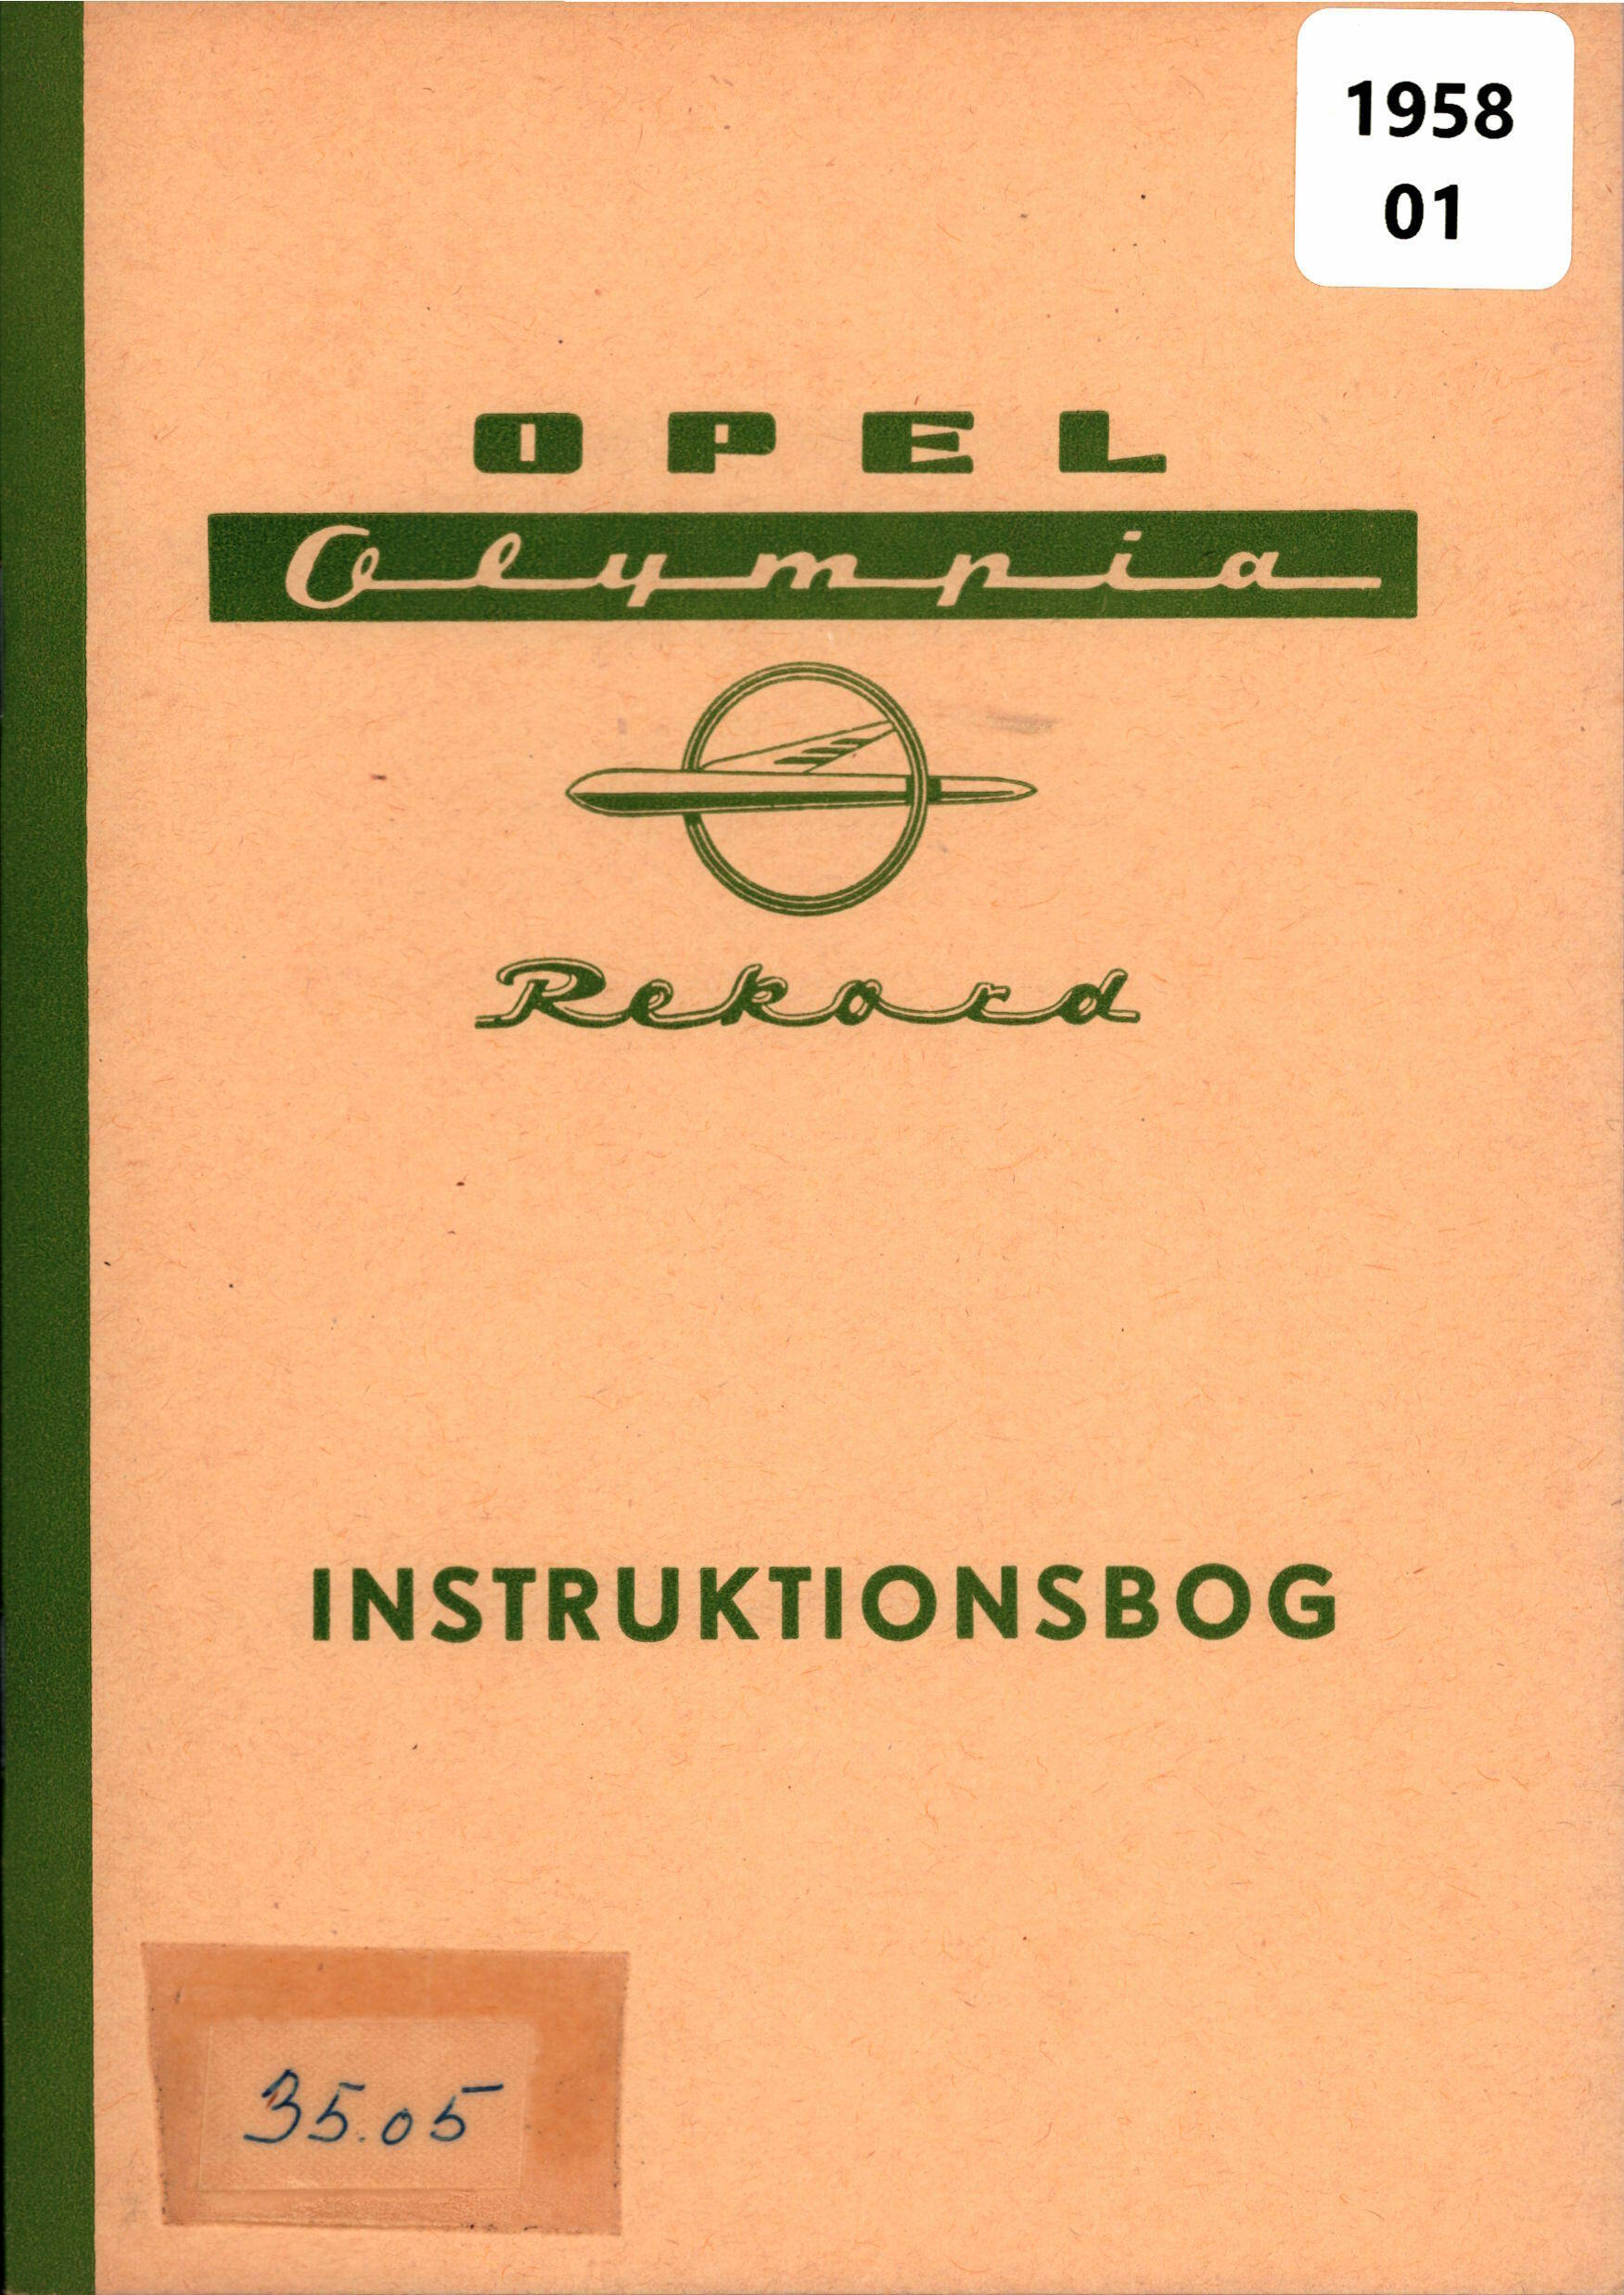 1958
01
OPEL
Olympia
Rekord
INSTRUKTIONSBOG
35.05